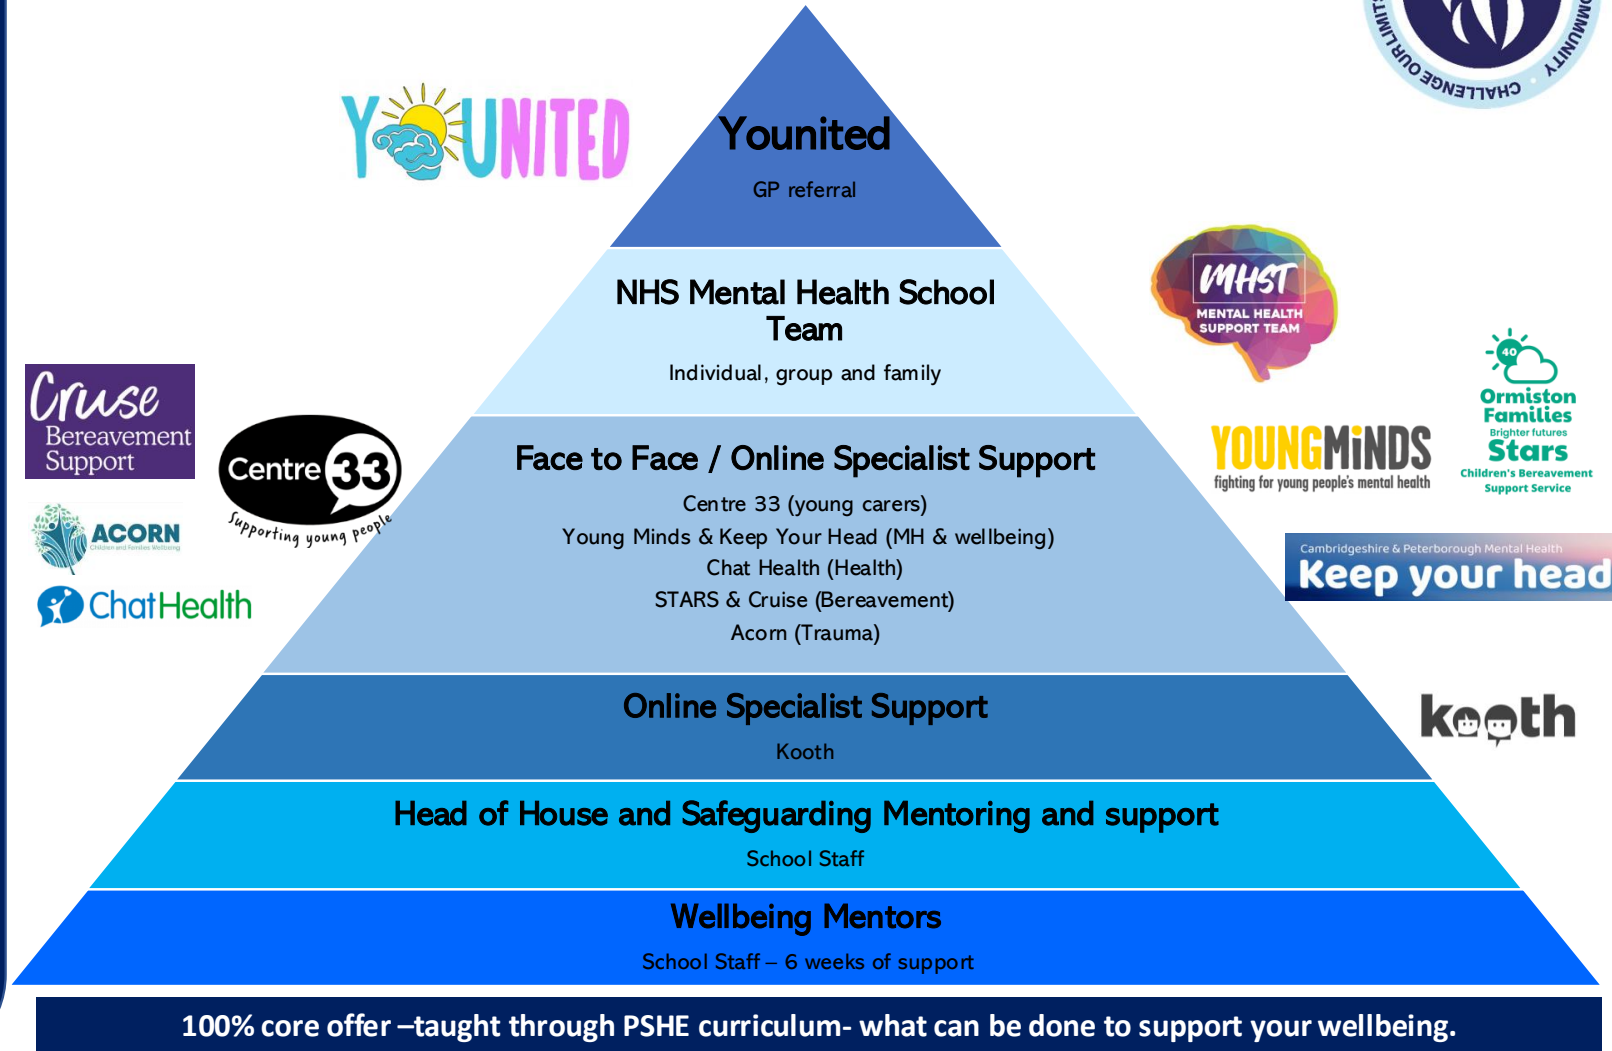 CHALLENGE OUR LIMITS
YOUNITED
Younited
GP referral
NHS Mental Health School
Team
Individual, group and family
MHST
MENTAL HEALTH
SUPPORT TEAM
40
Ormiston
Families
Brighter futures
Stars
Children's Bereavement
Support Service
Cruse
Bereavement
Support
Centre 33
Supporting young people
YOUNGMiNDS
fighting for young people's mental health
Face to Face / Online Specialist Support
Centre 33 (young carers)
Young Minds & Keep Your Head (MH & wellbeing)
Chat Health (Health)
STARS & Cruise (Bereavement)
Acorn (Trauma)
ACORN
Children and Families Wellbeing
ChatHealth
Cambridgeshire & Peterborough Mental Health
Keep your head
Online Specialist Support
Kooth
kooth
Head of House and Safeguarding Mentoring and support
School Staff
Wellbeing Mentors
School Staff – 6 weeks of support
100% core offer –taught through PSHE curriculum- what can be done to support your wellbeing.